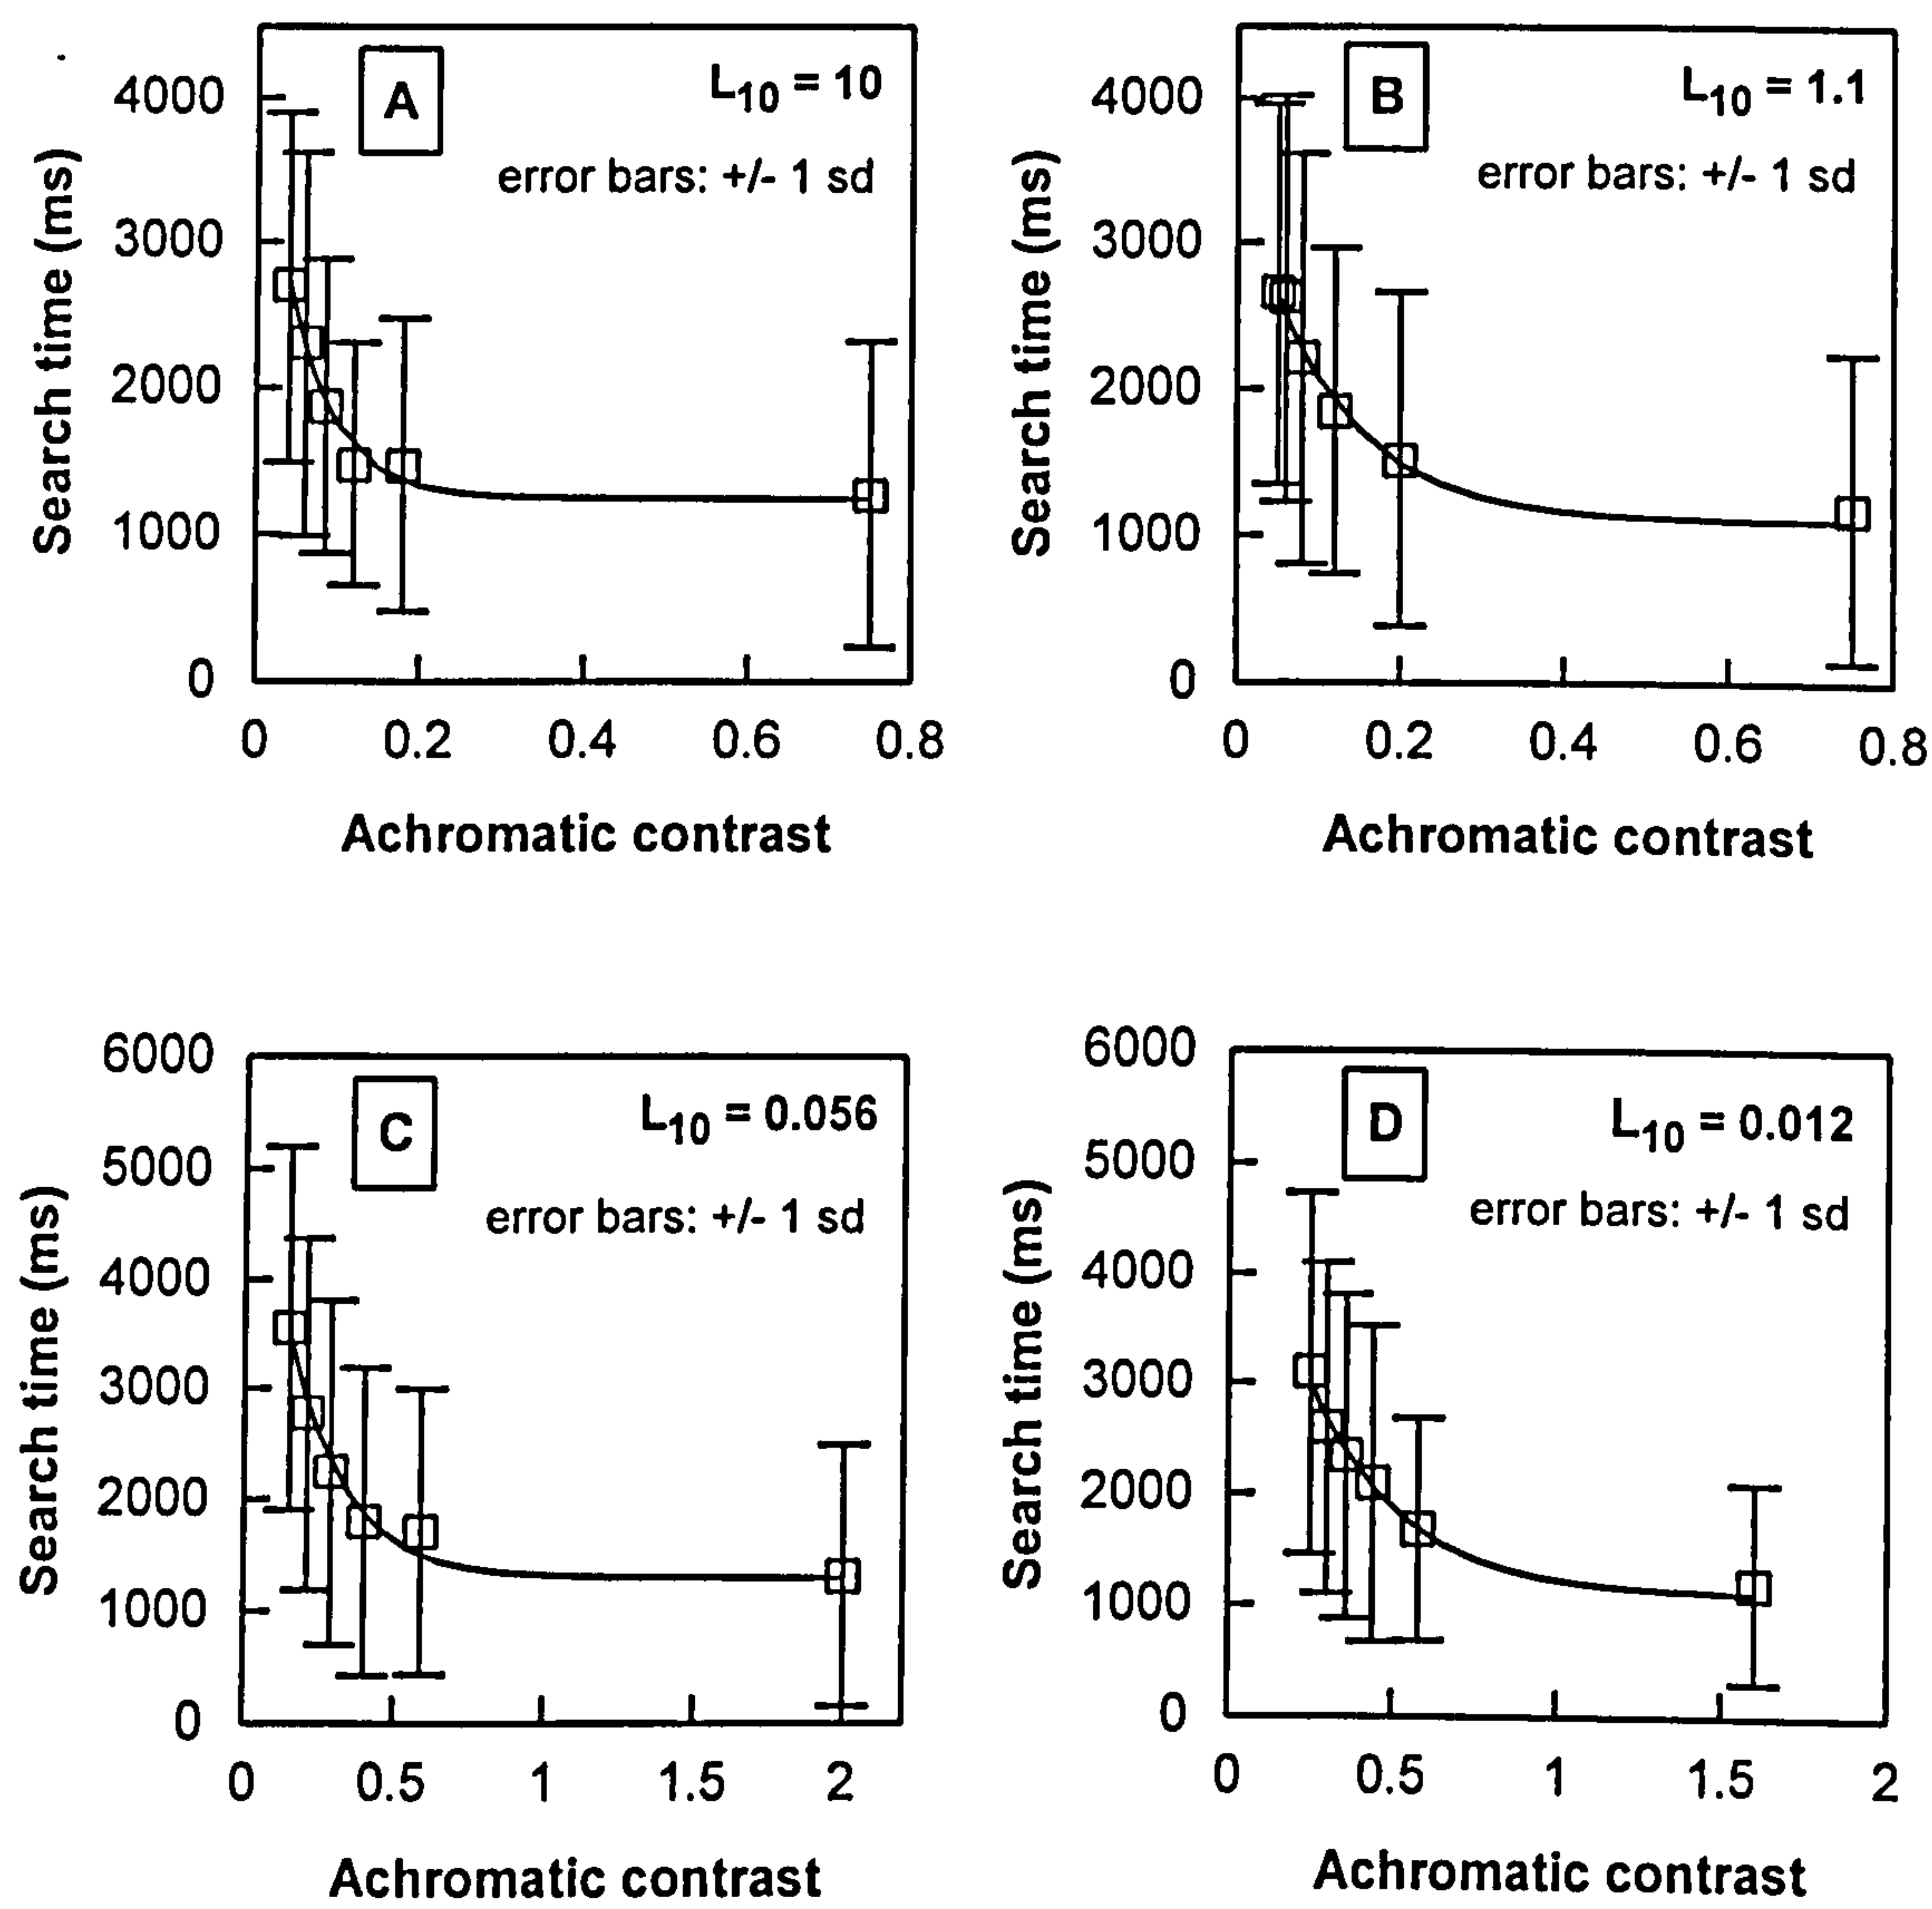 A
L10 = 10
error bars: +/- 1 sd
Search time (ms)
4000
3000
2000
1000
0
0 0.2 0.4 0.6 0.8
Achromatic contrast
B
L10 = 1.1
error bars: +/- 1 sd
Search time (ms)
4000
3000
2000
1000
0
0 0.2 0.4 0.6 0.8
Achromatic contrast
C
L10 = 0.056
error bars: +/- 1 sd
Search time (ms)
6000
5000
4000
3000
2000
1000
0
0 0.5 1 1.5 2
Achromatic contrast
D
L10 = 0.012
error bars: +/- 1 sd
Search time (ms)
6000
5000
4000
3000
2000
1000
0
0 0.5 1 1.5 2
Achromatic contrast